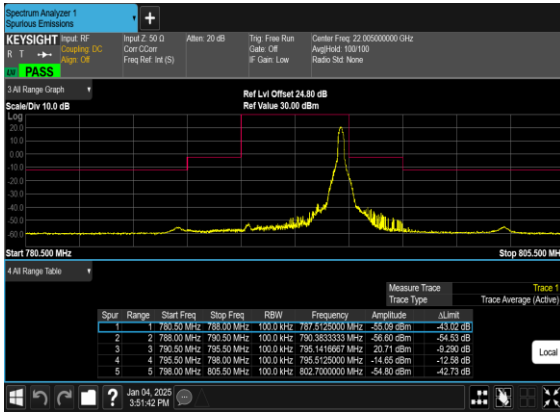 Spectrum Analyzer 1
Spurious Emissions
+
KEYSIGHT Input: RF Input Z: 50 Ω Atten: 20 dB Trig: Free Run Center Freq: 22.005000000 GHz
R T Coupling: DC Corr CCorr Gate: Off Avg|Hold: 100/100
Align: Off Freq Ref: Int (S) IF Gain: Low Radio Std: None
LV PASS
3 All Range Graph
Ref Lvl Offset 24.80 dB
Scale/Div 10.0 dB Ref Value 30.00 dBm
Log
20.0
10.0
0.00
-10.0
-20.0
-30.0
-40.0
-50.0
-60.0
Start 780.500 MHz Stop 805.500 MHz
4 All Range Table
Measure Trace Trace 1
Trace Type Trace Average (Active)
Spur Range Start Freq Stop Freq RBW Frequency Amplitude ΔLimit
1 1 780.50 MHz 788.00 MHz 100.0 kHz 787.5125000 MHz -55.09 dBm -43.02 dB
2 2 788.00 MHz 790.50 MHz 100.0 kHz 790.3833333 MHz -56.60 dBm -54.53 dB
3 3 790.50 MHz 795.50 MHz 100.0 kHz 795.1416667 MHz 20.71 dBm -9.290 dB
4 4 795.50 MHz 798.00 MHz 100.0 kHz 795.5125000 MHz -14.65 dBm -12.58 dB
5 5 798.00 MHz 805.50 MHz 100.0 kHz 802.7000000 MHz -54.80 dBm -42.73 dB
Local
? Jan 04, 2025
3:51:42 PM